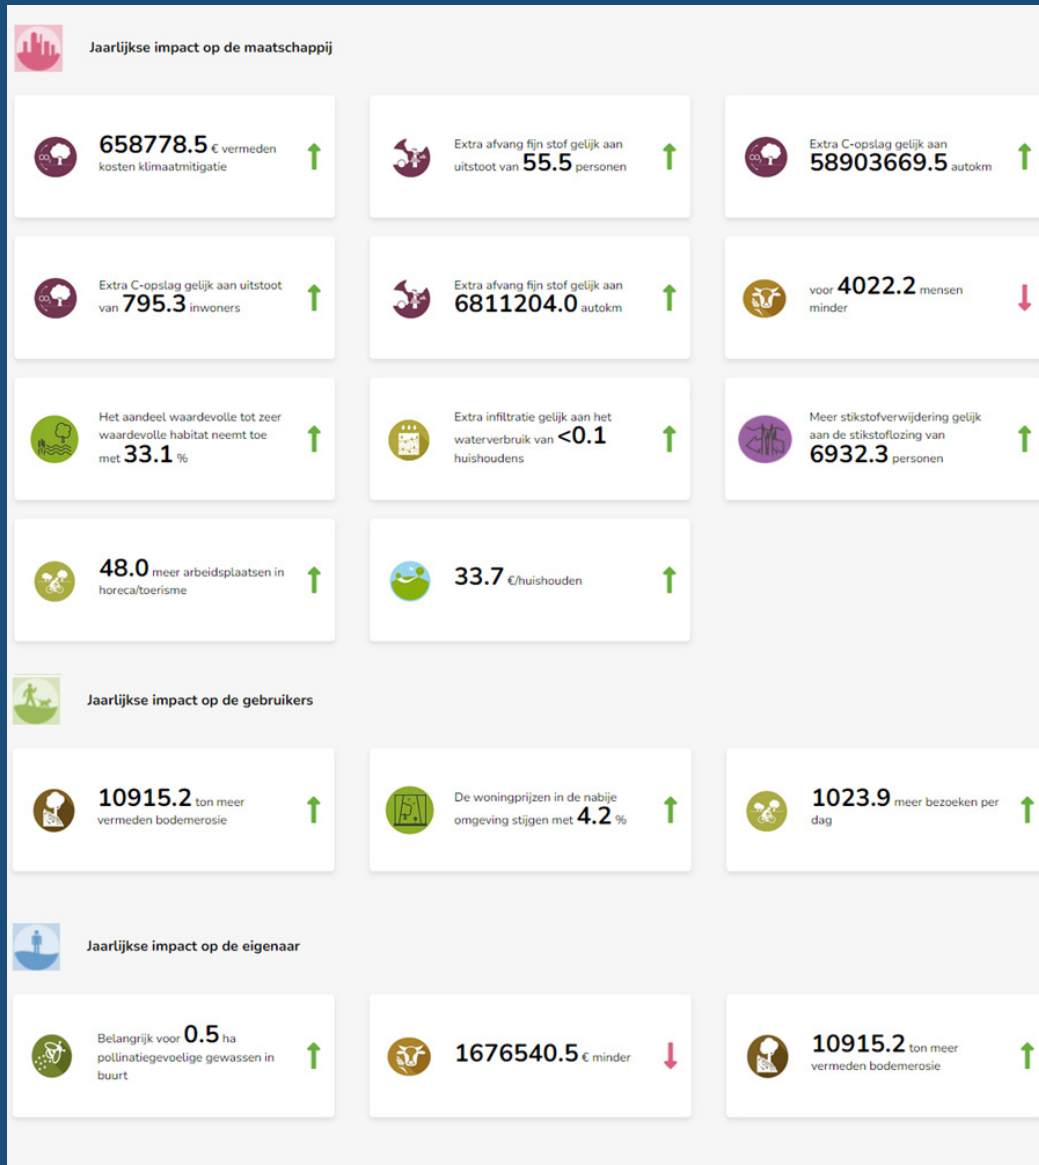 Jaarlijkse impact op de maatschappij
658778.5 € vermeden
kosten klimaatmitigatie
Extra afvang fijn stof gelijk aan
uitstoot van 55.5 personen
Extra C-opslag gelijk aan
58903669.5 autokm
Extra C-opslag gelijk aan uitstoot
van 795.3 inwoners
Extra afvang fijn stof gelijk aan
6811204.0 autokm
voor 4022.2 mensen
minder
Het aandeel waardevolle tot zeer
waardevolle habitat neemt toe
met 33.1 %
Extra infiltratie gelijk aan het
waterverbruik van <0.1
huishoudens
Meer stikstofverwijdering gelijk
aan de stikstoflozing van
6932.3 personen
48.0 meer arbeidsplaatsen in
horeca/toerisme
33.7 €/huishouden
Jaarlijkse impact op de gebruikers
10915.2 ton meer
vermeden bodemerosie
De woningprijzen in de nabije
omgeving stijgen met 4.2 %
1023.9 meer bezoeken per
dag
Jaarlijkse impact op de eigenaar
Belangrijk voor 0.5 ha
pollinatiegevoelige gewassen in
buurt
1676540.5 € minder
10915.2 ton meer
vermeden bodemerosie